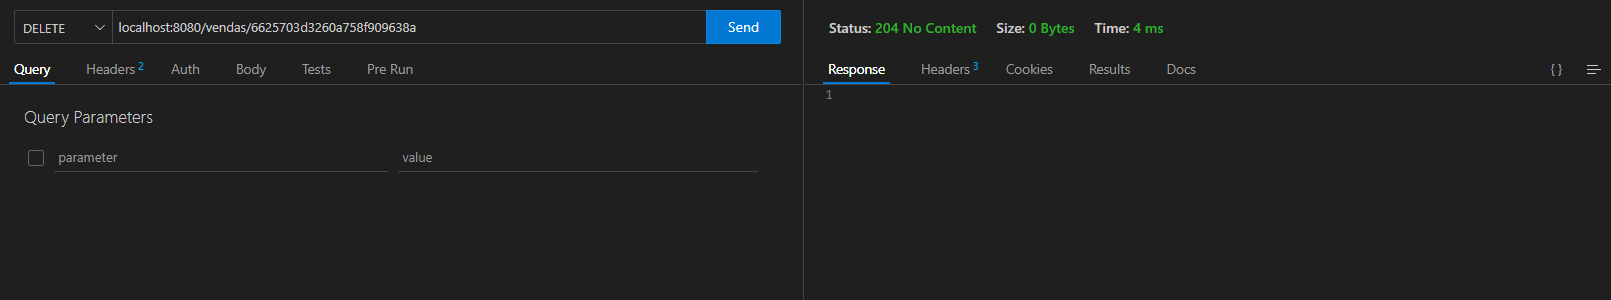 DELETE localhost:8080/vendas/6625703d3260a758f909638a Send
Query Headers 2 Auth Body Tests Pre Run
Query Parameters
parameter value
Status: 204 No Content Size: 0 Bytes Time: 4 ms
Response Headers 3 Cookies Results Docs { }
1